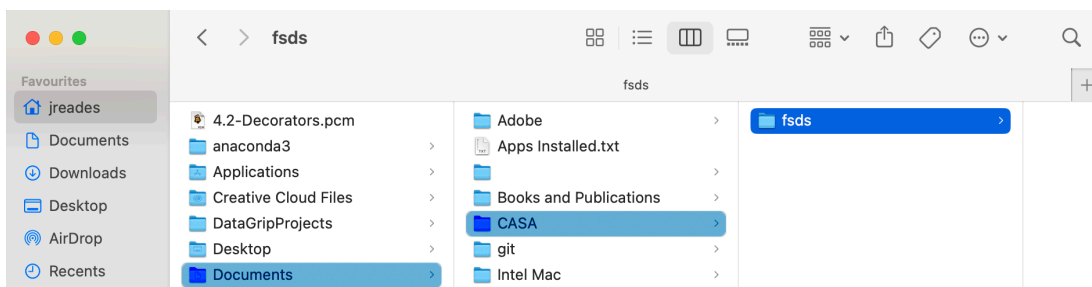 fsds
fsds
Favourites
jreades
Documents
Downloads
Desktop
AirDrop
Recents
4.2-Decorators.pcm
anaconda3
Applications
Creative Cloud Files
DataGripProjects
Desktop
Documents
Adobe
Apps Installed.txt
Books and Publications
CASA
git
Intel Mac
fsds